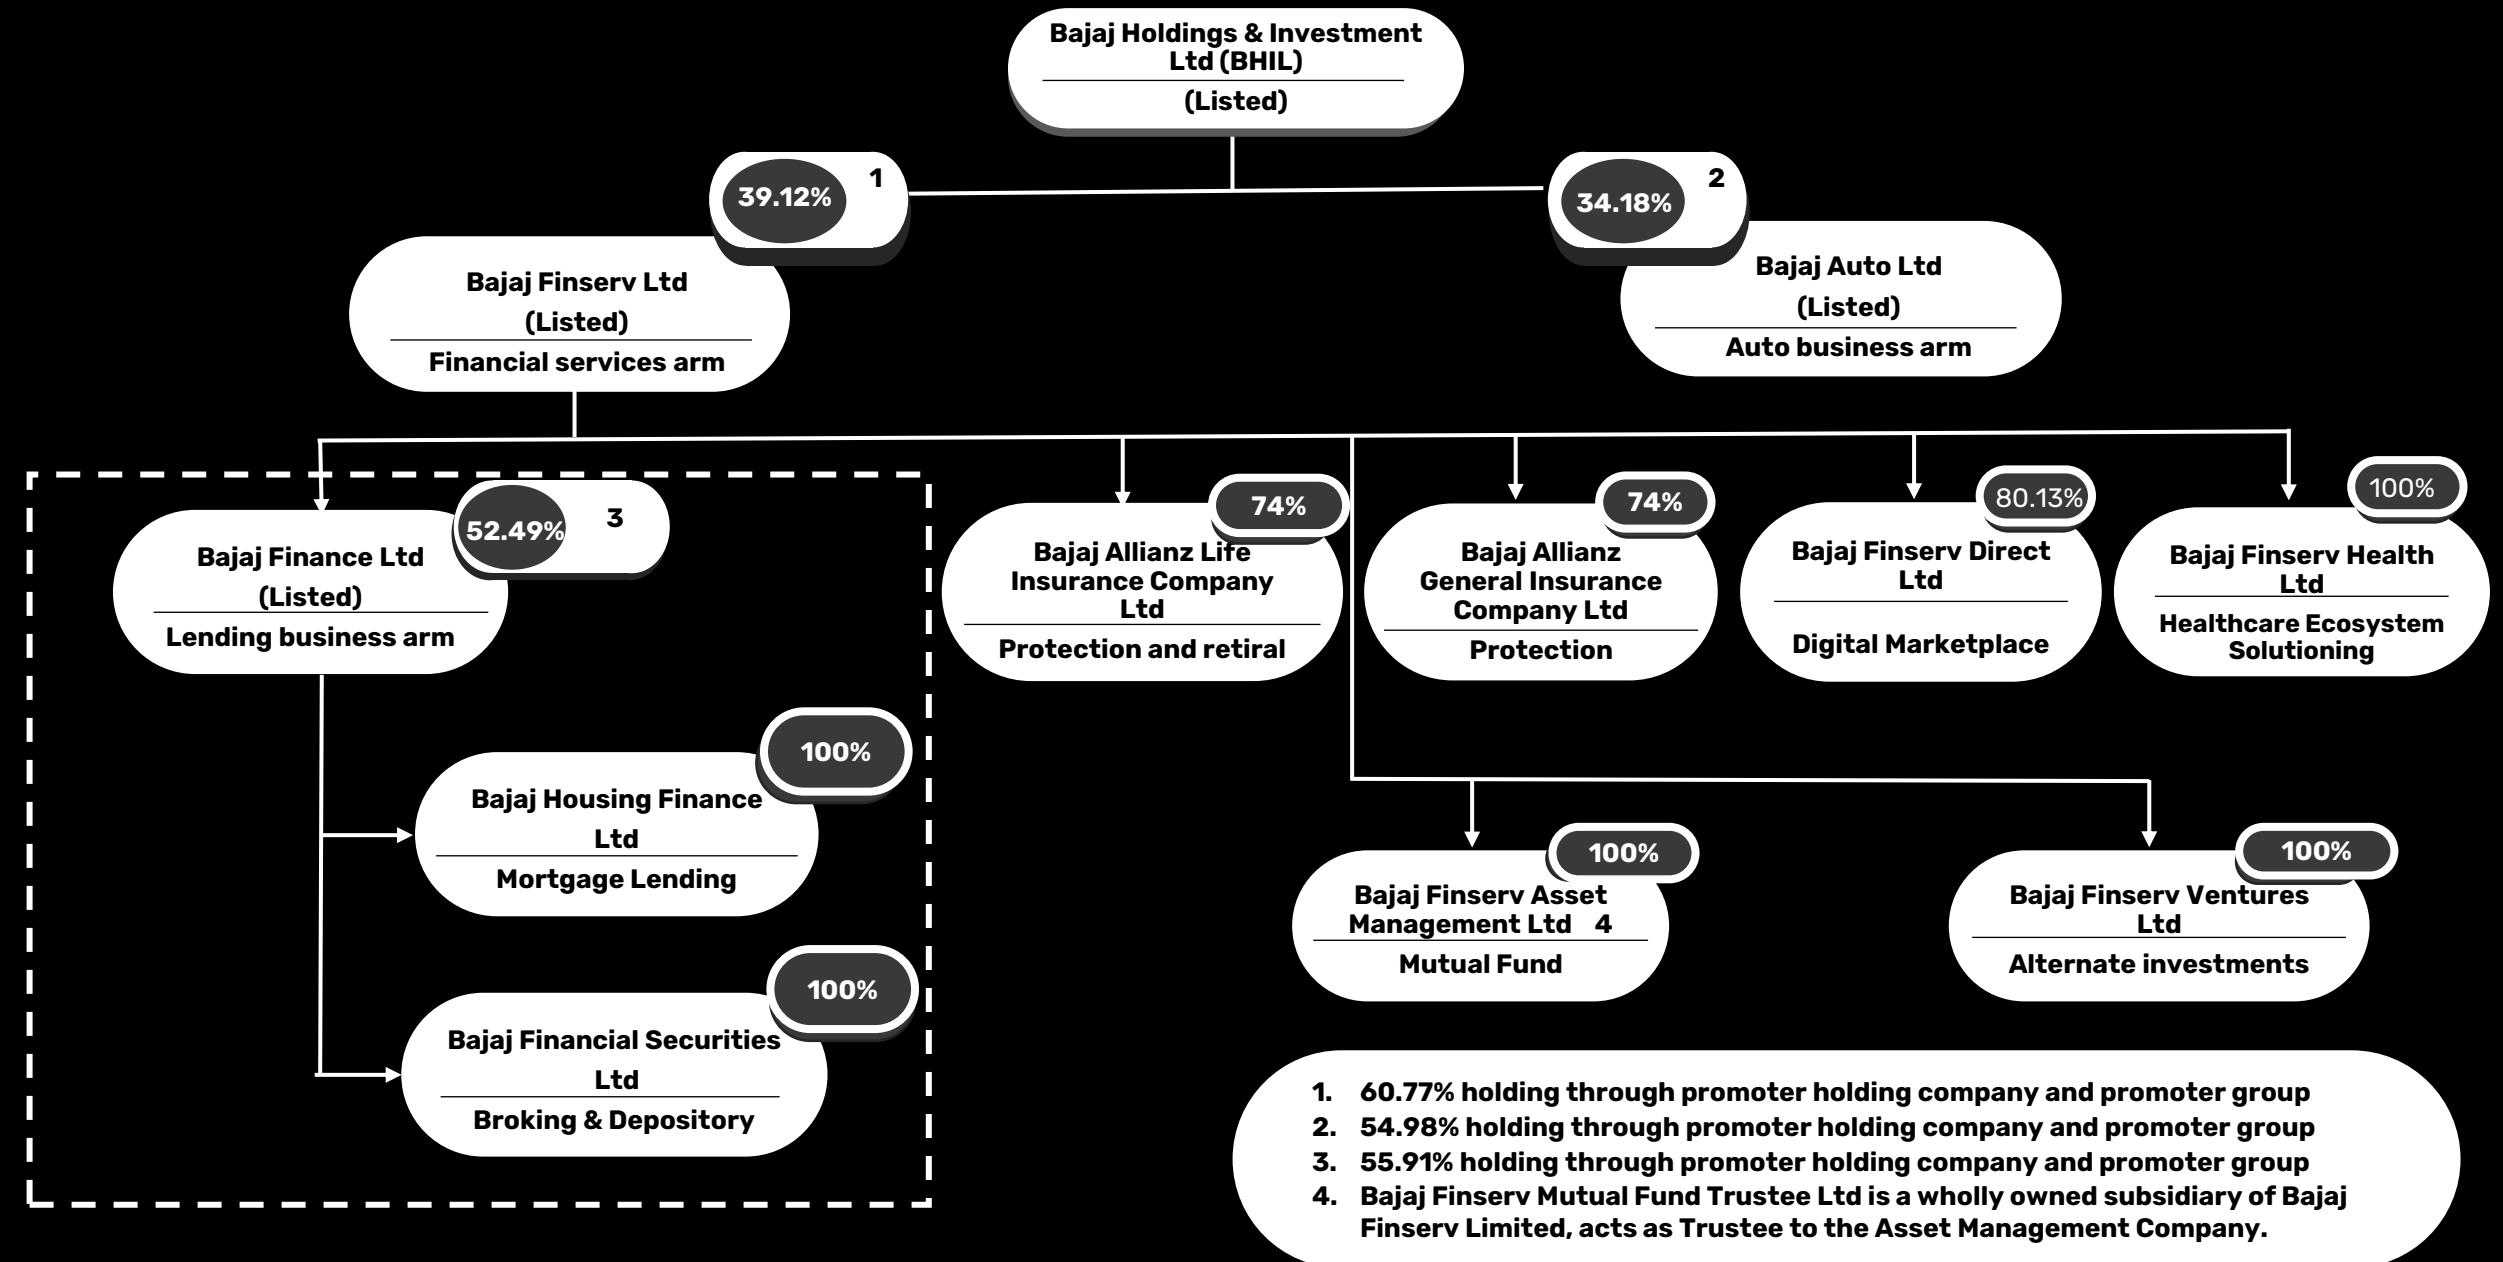 Bajaj Holdings & Investment
Ltd (BHIL)
(Listed)
39.12%
1
34.18%
2
Bajaj Finserv Ltd
(Listed)
Financial services arm
Bajaj Auto Ltd
(Listed)
Auto business arm
52.49%
3
Bajaj Finance Ltd
(Listed)
Lending business arm
74%
Bajaj Allianz Life
Insurance Company
Ltd
Protection and retiral
74%
Bajaj Allianz
General Insurance
Company Ltd
Protection
80.13%
Bajaj Finserv Direct
Ltd
Digital Marketplace
100%
Bajaj Finserv Health
Ltd
Healthcare Ecosystem
Solutioning
100%
Bajaj Housing Finance
Ltd
Mortgage Lending
100%
Bajaj Financial Securities
Ltd
Broking & Depository
100%
Bajaj Finserv Asset
Management Ltd 4
Mutual Fund
100%
Bajaj Finserv Ventures
Ltd
Alternate investments
1. 60.77% holding through promoter holding company and promoter group
2. 54.98% holding through promoter holding company and promoter group
3. 55.91% holding through promoter holding company and promoter group
4. Bajaj Finserv Mutual Fund Trustee Ltd is a wholly owned subsidiary of Bajaj
Finserv Limited, acts as Trustee to the Asset Management Company.